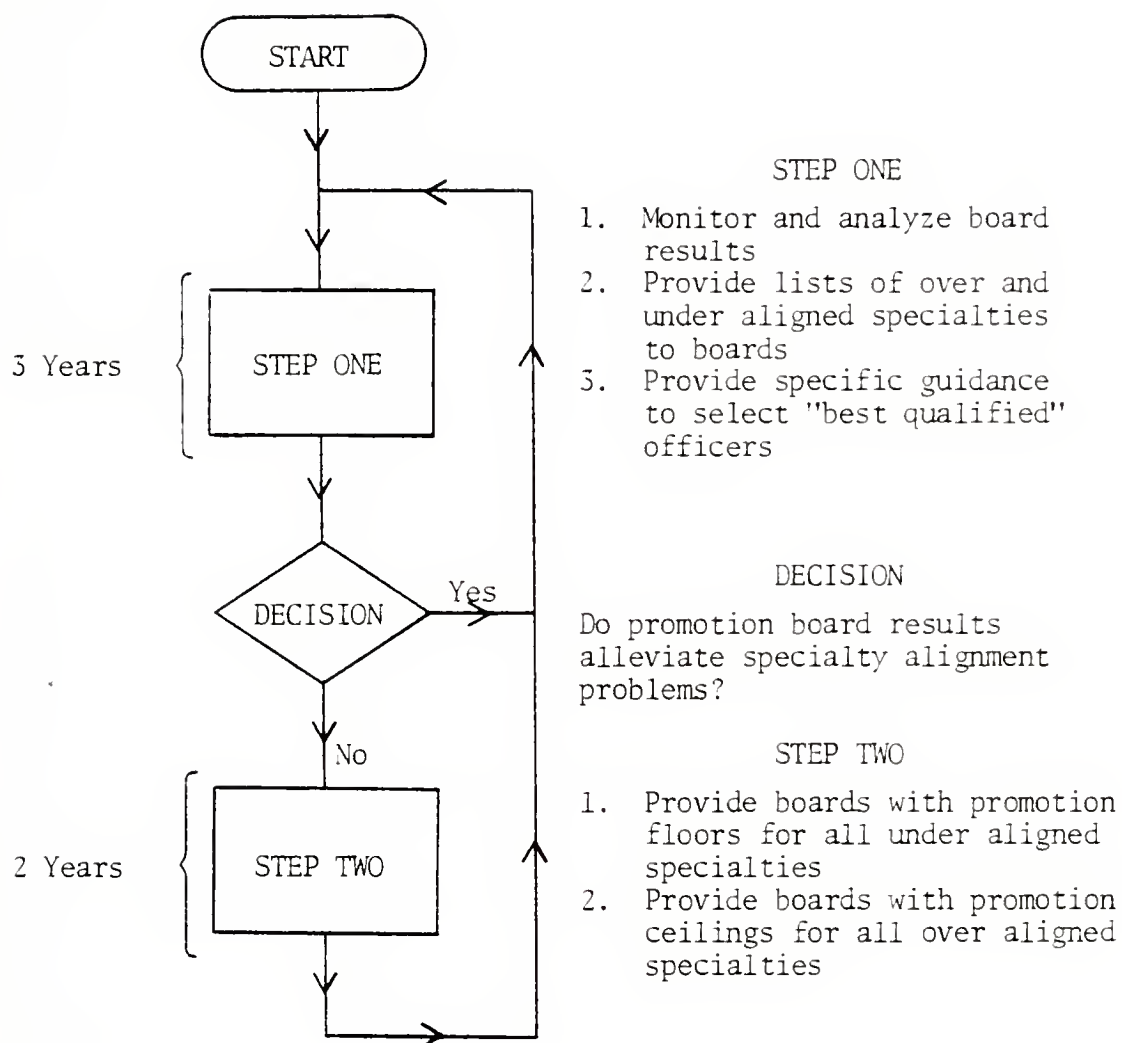 START
STEP ONE
1. Monitor and analyze board
results
2. Provide lists of over and
under aligned specialties
to boards
3. Provide specific guidance
to select "best qualified"
officers
3 Years
STEP ONE
DECISION
Yes
No
DECISION
Do promotion board results
alleviate specialty alignment
problems?
STEP TWO
1. Provide boards with promotion
floors for all under aligned
specialties
2. Provide boards with promotion
ceilings for all over aligned
specialties
2 Years
STEP TWO